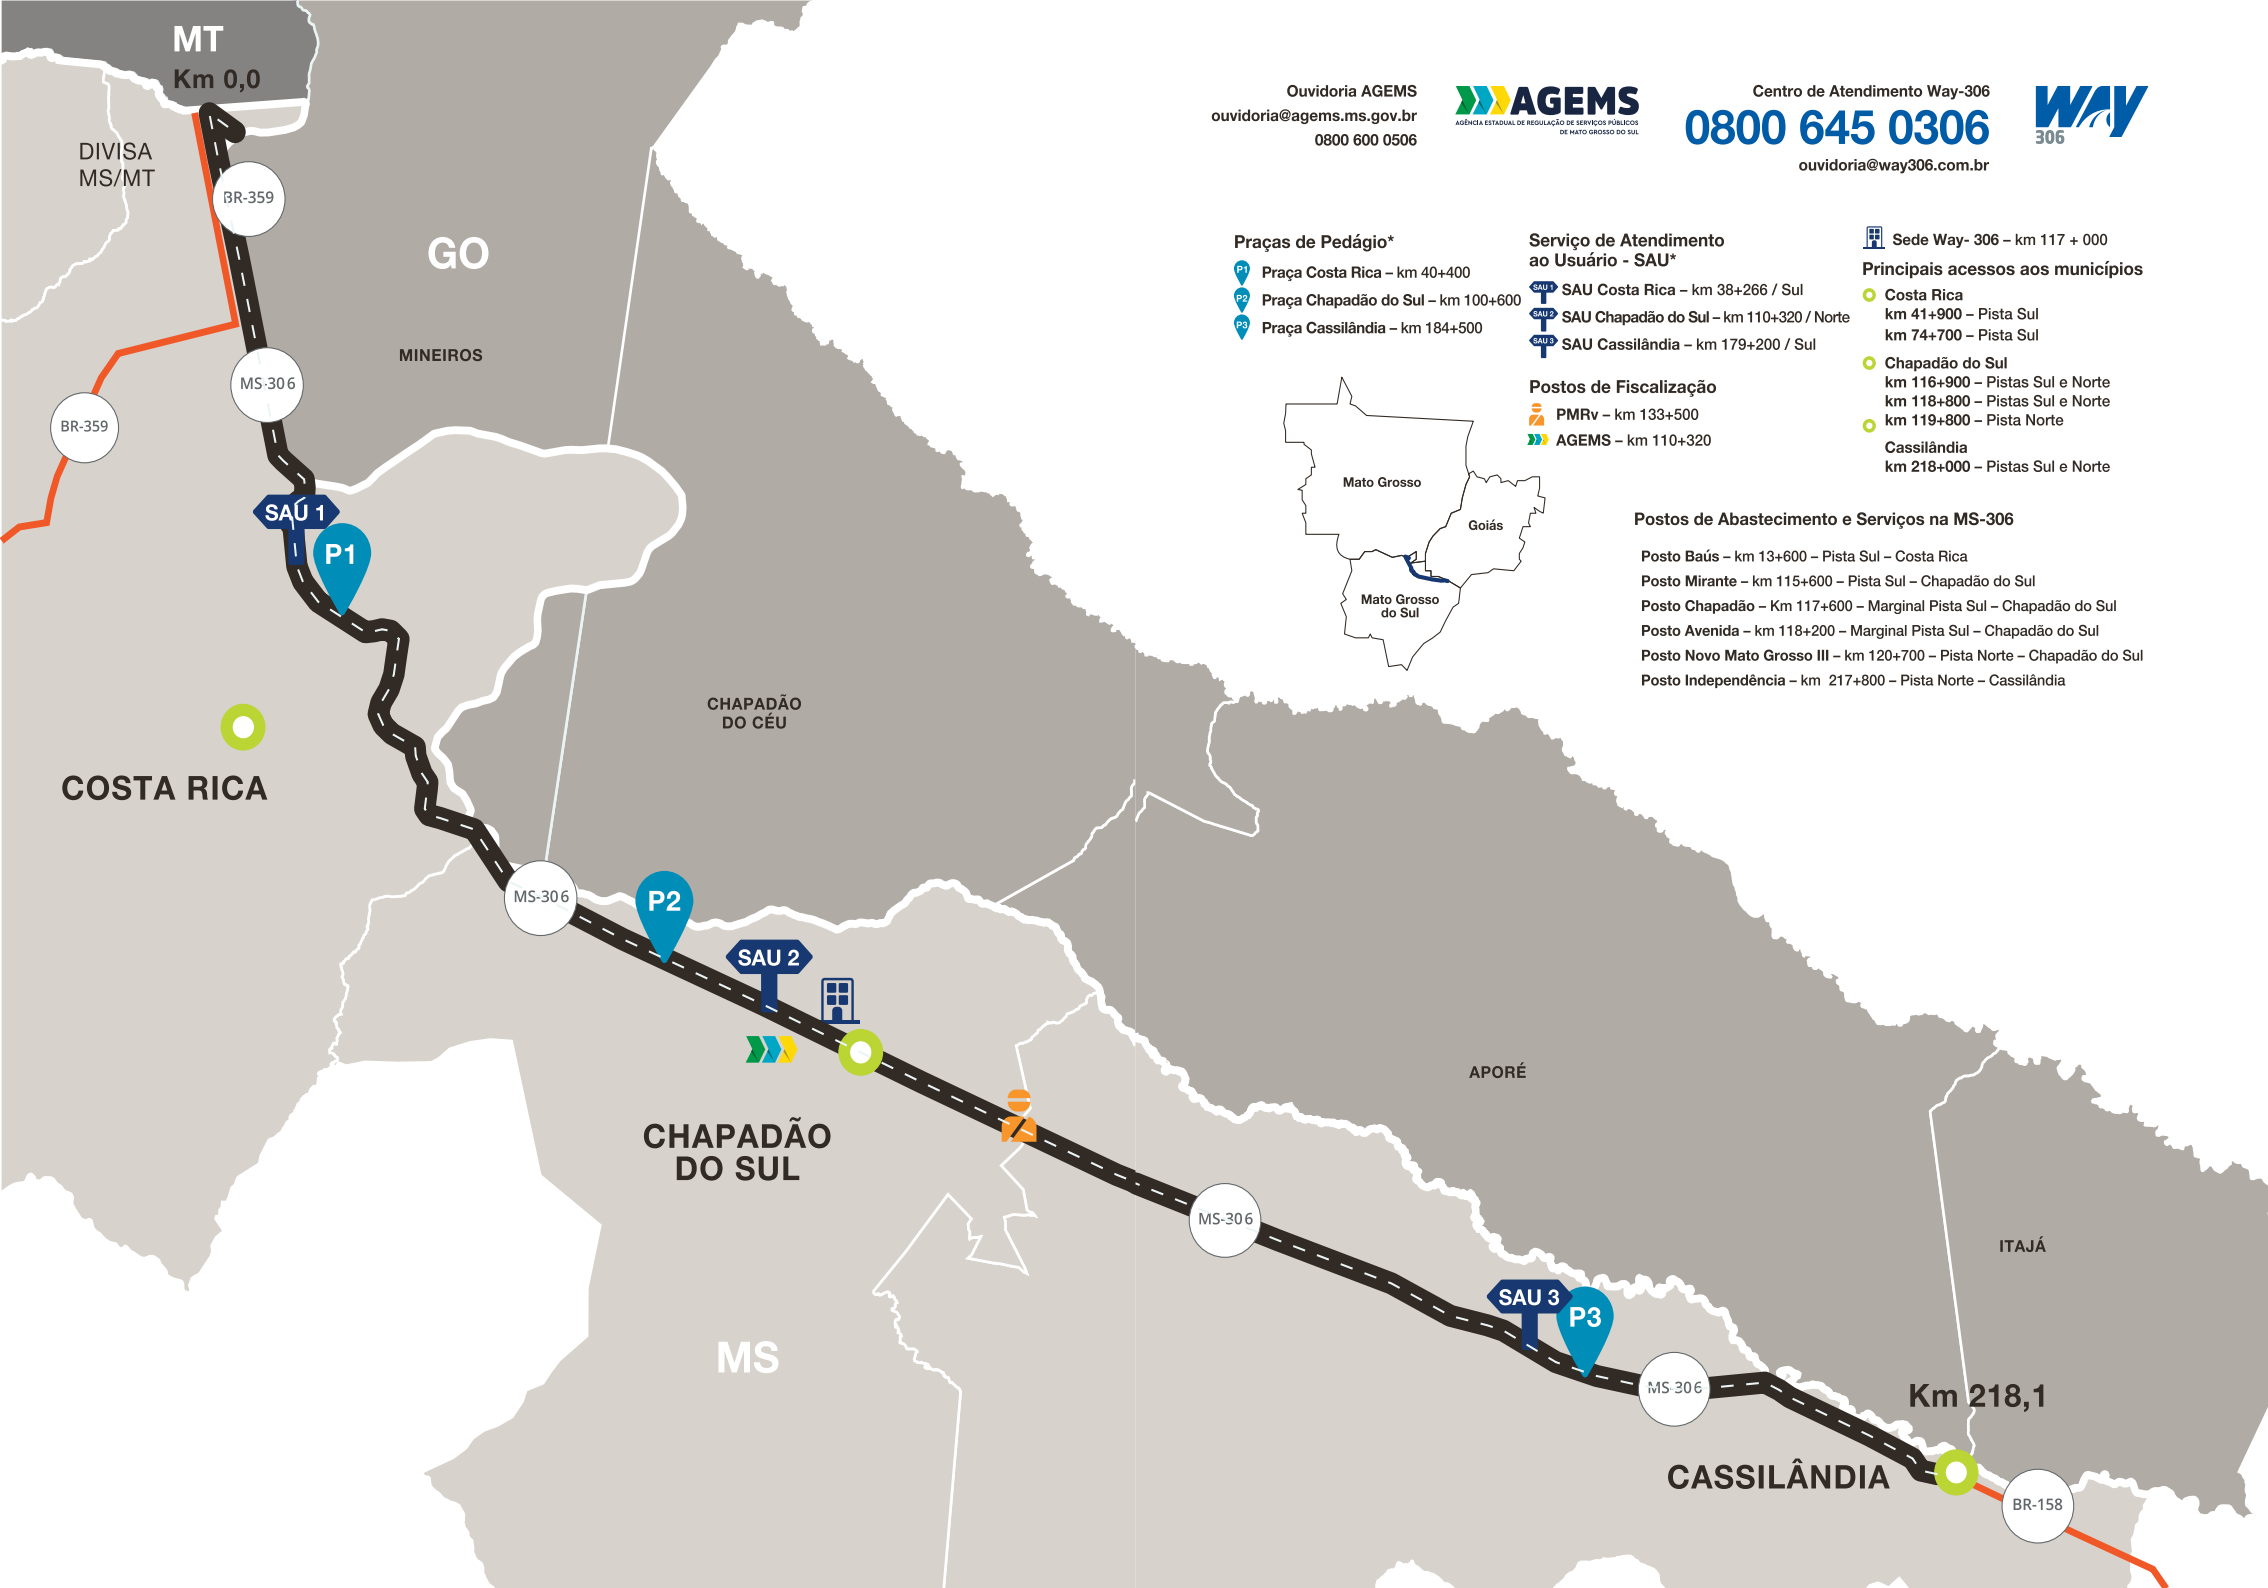 MT
Km 0,0
DIVISA
MS/MT
BR-359
GO
MINEIROS
MS-306
BR-359
SAU 1
P1
COSTA RICA
CHAPADÃO
DO CÉU
MS-306
P2
SAU 2
CHAPADÃO
DO SUL
MS
APORÉ
MS-306
ITAJÁ
SAU 3
P3
MS-306
Km 218,1
CASSILÂNDIA
BR-158
Ouvidoria AGEMS
ouvidoria@agems.ms.gov.br
0800 600 0506
AGEMS
AGÊNCIA ESTADUAL DE REGULAÇÃO DE SERVIÇOS PÚBLICOS
DE MATO GROSSO DO SUL
Centro de Atendimento Way-306
0800 645 0306
ouvidoria@way306.com.br
WAY
306
Praças de Pedágio*
P1 Praça Costa Rica – km 40+400
P2 Praça Chapadão do Sul – km 100+600
P3 Praça Cassilândia – km 184+500
Serviço de Atendimento
ao Usuário - SAU*
SAU 1 SAU Costa Rica – km 38+266 / Sul
SAU 2 SAU Chapadão do Sul – km 110+320 / Norte
SAU 3 SAU Cassilândia – km 179+200 / Sul
Postos de Fiscalização
PMRv – km 133+500
AGEMS – km 110+320
Sede Way- 306 – km 117 + 000
Principais acessos aos municípios
Costa Rica
km 41+900 – Pista Sul
km 74+700 – Pista Sul
Chapadão do Sul
km 116+900 – Pistas Sul e Norte
km 118+800 – Pistas Sul e Norte
km 119+800 – Pista Norte
Cassilândia
km 218+000 – Pistas Sul e Norte
Mato Grosso
Goiás
Mato Grosso
do Sul
Postos de Abastecimento e Serviços na MS-306
Posto Baús – km 13+600 – Pista Sul – Costa Rica
Posto Mirante – km 115+600 – Pista Sul – Chapadão do Sul
Posto Chapadão – Km 117+600 – Marginal Pista Sul – Chapadão do Sul
Posto Avenida – km 118+200 – Marginal Pista Sul – Chapadão do Sul
Posto Novo Mato Grosso III – km 120+700 – Pista Norte – Chapadão do Sul
Posto Independência – km 217+800 – Pista Norte – Cassilândia